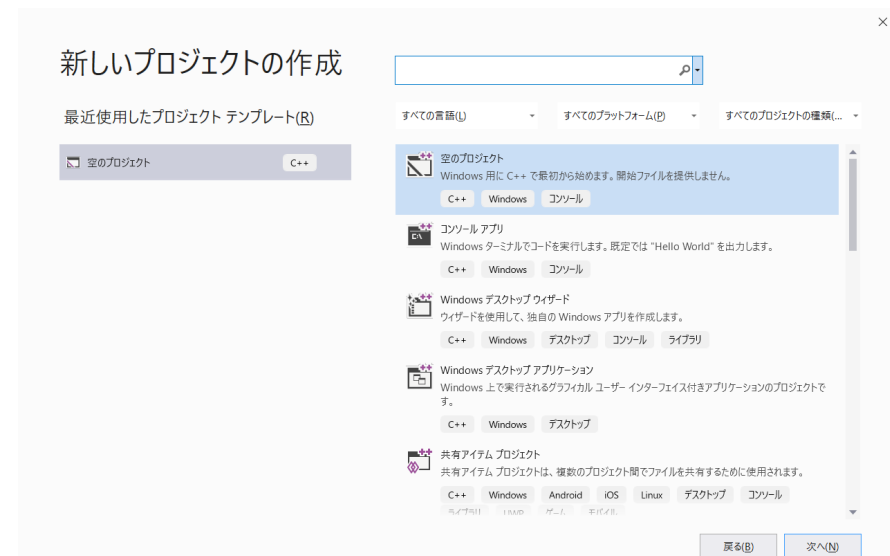 新しいプロジェクトの作成
最近使用したプロジェクト テンプレート(R)
空のプロジェクト
C++
すべての言語(L)
すべてのプラットフォーム(P)
すべてのプロジェクトの種類(...
空のプロジェクト
Windows 用に C++ で最初から始めます。開始ファイルを提供しません。
C++ Windows コンソール
コンソール アプリ
Windows ターミナルでコードを実行します。既定では "Hello World" を出力します。
C++ Windows コンソール
Windows デスクトップ ウィザード
ウィザードを使用して、独自の Windows アプリを作成します。
C++ Windows デスクトップ コンソール ライブラリ
Windows デスクトップ アプリケーション
Windows 上で実行されるグラフィカル ユーザー インターフェイス付きアプリケーションのプロジェクトで
す。
C++ Windows デスクトップ
共有アイテム プロジェクト
共有アイテム プロジェクトは、複数のプロジェクト間でファイルを共有するために使用されます。
C++ Windows Android iOS Linux デスクトップ コンソール
ライブラリ UWP ゲーム モバイル
戻る(B)
次へ(N)